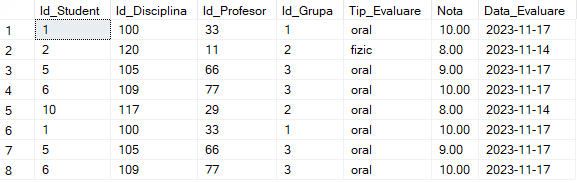 Id_Student Id_Disciplina Id_Profesor Id_Grupa Tip_Evaluare Nota Data_Evaluare
1 1 100 33 1 oral 10.00 2023-11-17
2 2 120 11 2 fizic 8.00 2023-11-14
3 5 105 66 3 oral 9.00 2023-11-17
4 6 109 77 3 oral 10.00 2023-11-17
5 10 117 29 2 oral 8.00 2023-11-14
6 1 100 33 1 oral 10.00 2023-11-17
7 5 105 66 3 oral 9.00 2023-11-17
8 6 109 77 3 oral 10.00 2023-11-17